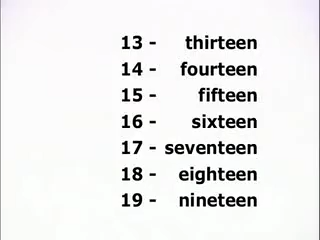 13 - thirteen
14 - fourteen
15 - fifteen
16 - sixteen
17 - seventeen
18 - eighteen
19 - nineteen